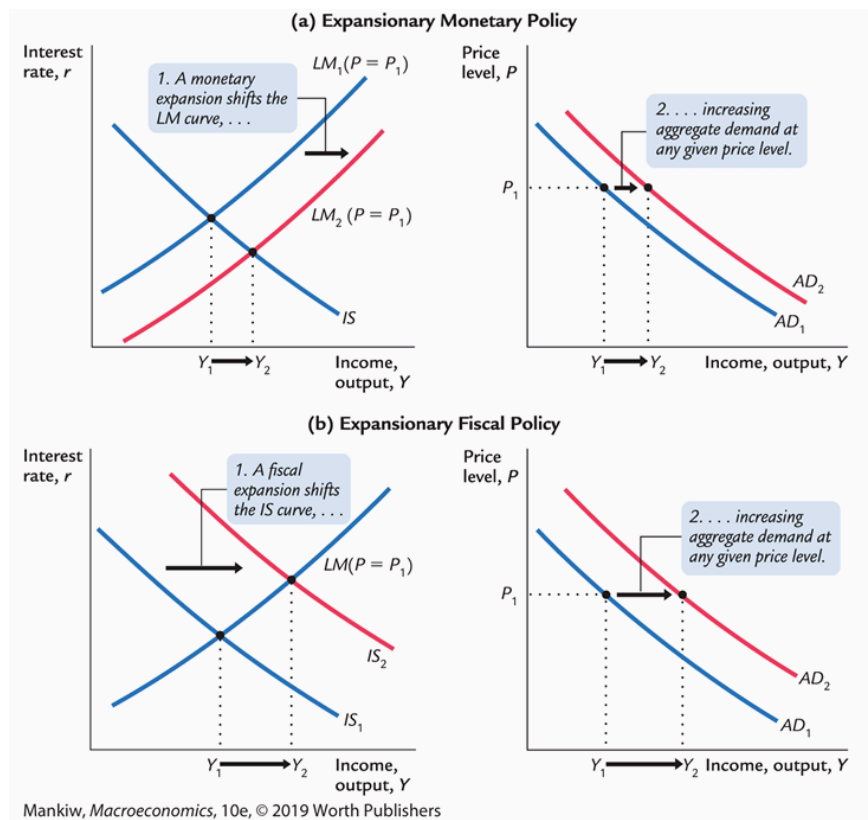 (a) Expansionary Monetary Policy
Interest
rate, r
LM₁(P = P₁)
1. A monetary
expansion shifts the
LM curve, . . .
LM₂ (P = P₁)
IS
Y₁
Y₂
Income,
output, Y
Price
level, P
2. . . . increasing
aggregate demand at
any given price level.
P₁
AD₂
AD₁
Y₁
Y₂
Income, output, Y
(b) Expansionary Fiscal Policy
Interest
rate, r
1. A fiscal
expansion shifts
the IS curve, . . .
LM(P = P₁)
IS₂
IS₁
Y₁
Y₂
Income,
output, Y
Price
level, P
2. . . . increasing
aggregate demand at
any given price level.
P₁
AD₂
AD₁
Y₁
Y₂
Income, output, Y
Mankiw, Macroeconomics, 10e, © 2019 Worth Publishers